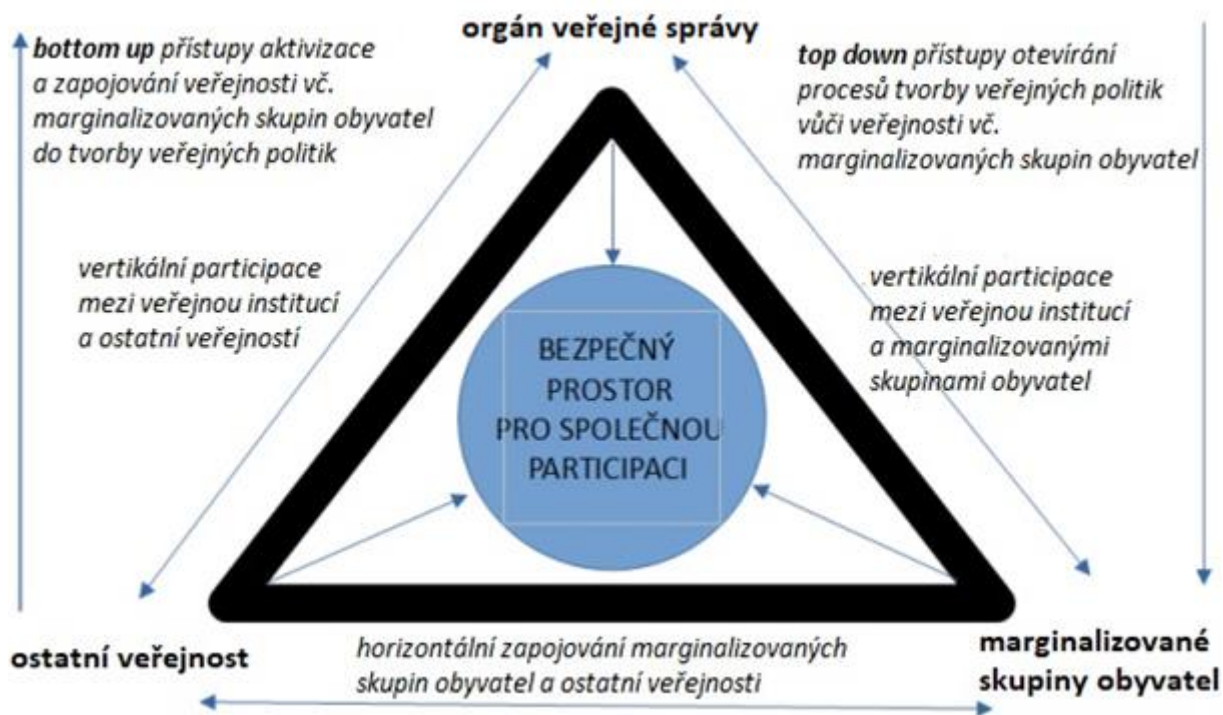 orgán veřejné správy
bottom up přístupy aktivizace
a zapojování veřejnosti vč.
marginalizovaných skupin obyvatel
do tvorby veřejných politik
top down přístupy otevírání
procesů tvorby veřejných politik
vůči veřejnosti vč.
marginalizovaných skupin obyvatel
vertikální participace
mezi veřejnou institucí
a ostatní veřejností
vertikální participace
mezi veřejnou institucí
a marginalizovanými
skupinami obyvatel
BEZPEČNÝ
PROSTOR
PRO SPOLEČNOU
PARTICIPACI
ostatní veřejnost
horizontální zapojování marginalizovaných
skupin obyvatel a ostatní veřejnosti
marginalizované
skupiny obyvatel